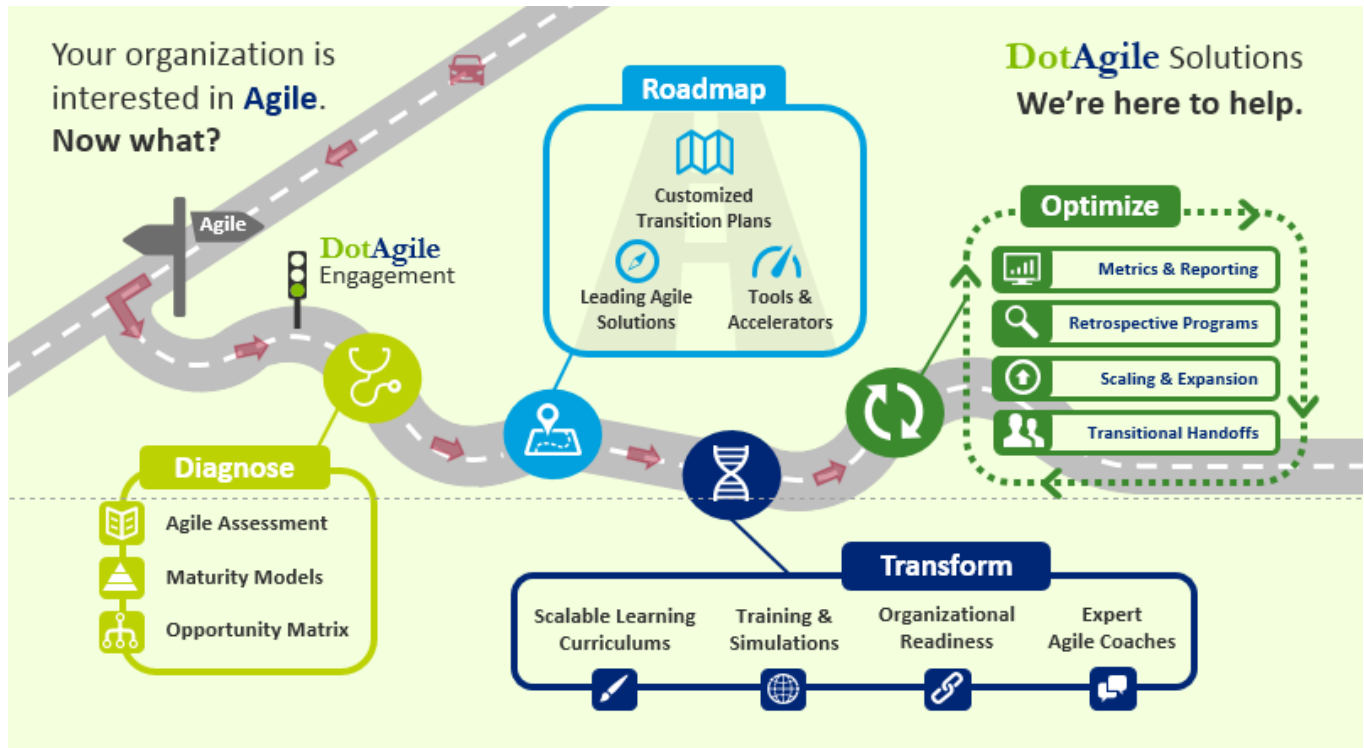 Your organization is
interested in Agile.
Now what?
DotAgile Solutions
We're here to help.
Agile
DotAgile
Engagement
Diagnose
Agile Assessment
Maturity Models
Opportunity Matrix
Roadmap
Customized
Transition Plans
Leading Agile
Solutions
Tools &
Accelerators
Transform
Scalable Learning
Curriculums
Training &
Simulations
Organizational
Readiness
Expert
Agile Coaches
Optimize
Metrics & Reporting
Retrospective Programs
Scaling & Expansion
Transitional Handoffs